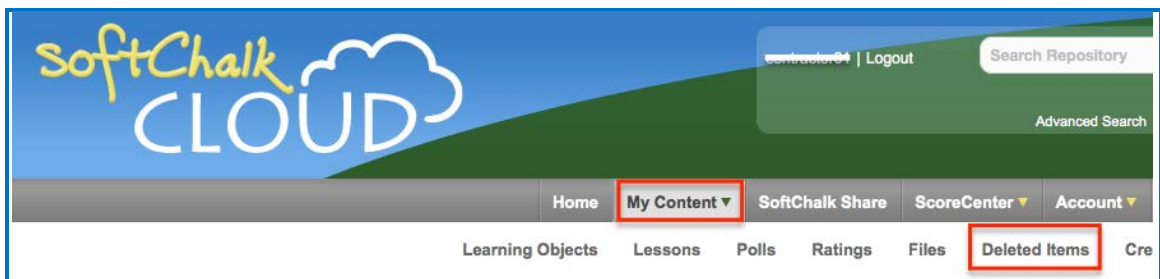 softChalk
CLOUD
| Logout
Search Repository
Advanced Search
Home My Content ▼ SoftChalk Share ScoreCenter ▼ Account ▼
Learning Objects Lessons Polls Ratings Files Deleted Items Cre